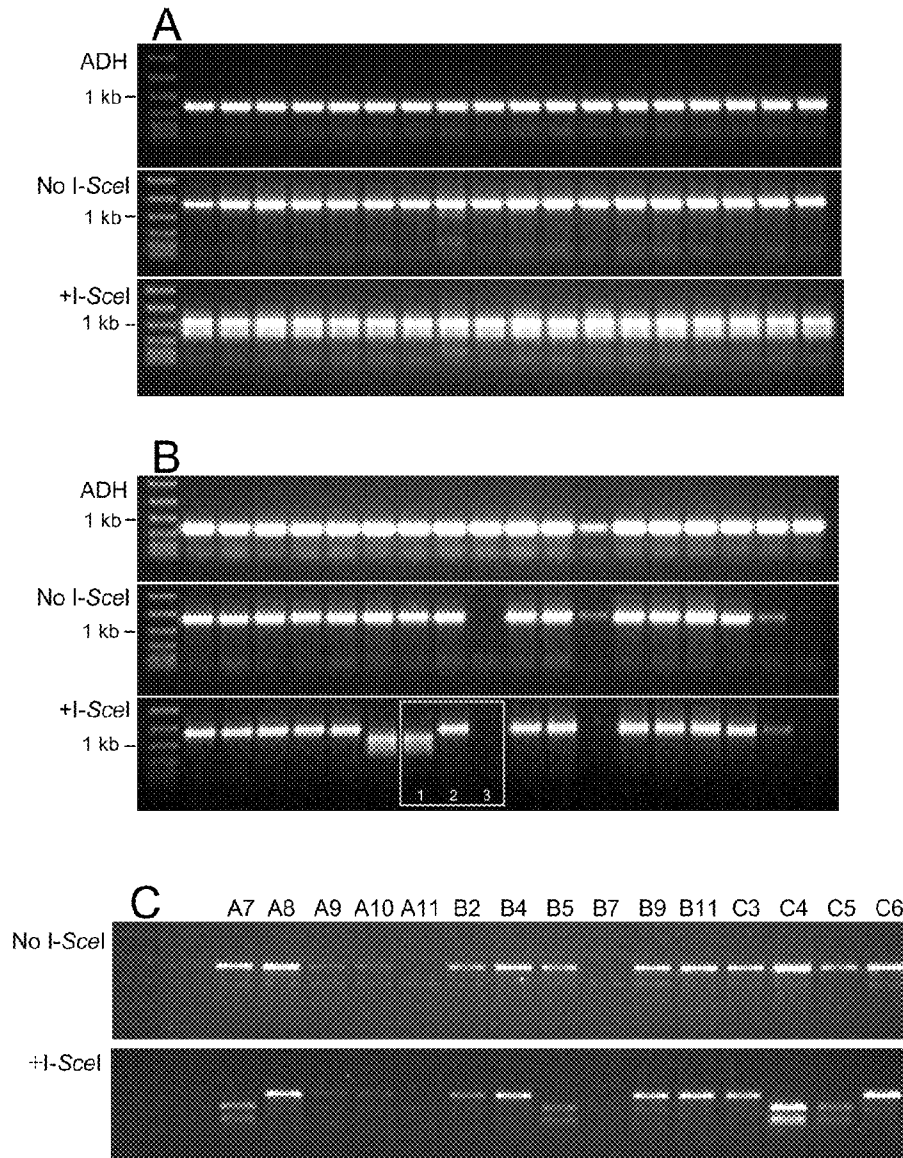 A
ADH
1 kb
No I-SceI
1 kb
+I-SceI
1 kb
B
ADH
1 kb
No I-SceI
1 kb
+I-SceI
1 kb
1 2 3
C
A7 A8 A9 A10 A11 B2 B4 B5 B7 B9 B11 C3 C4 C5 C6
No I-SceI
+I-SceI